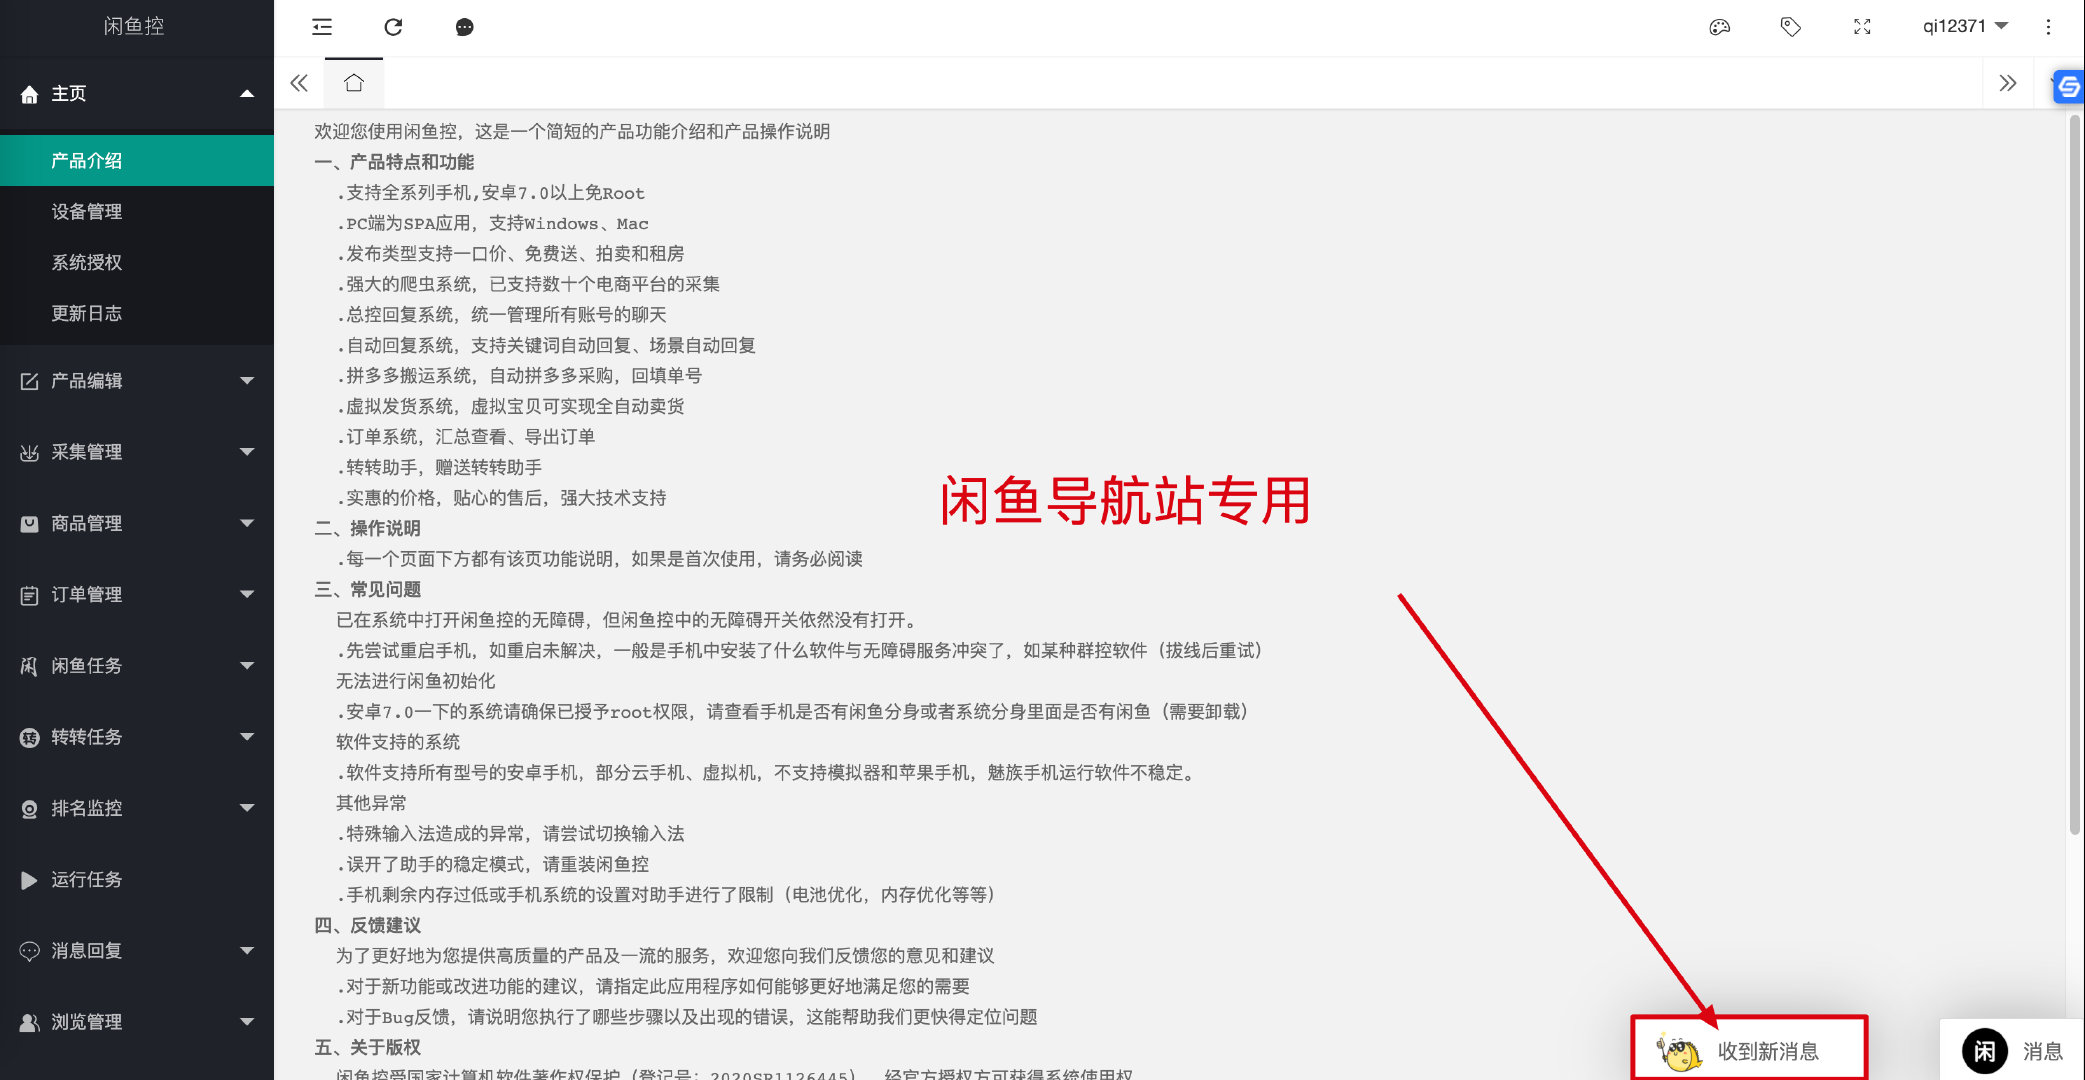 闲鱼控
qi12371
主页
产品介绍
设备管理
系统授权
更新日志
产品编辑
采集管理
商品管理
订单管理
闲鱼任务
转转任务
排名监控
运行任务
消息回复
浏览管理
欢迎您使用闲鱼控，这是一个简短的产品功能介绍和产品操作说明
一、产品特点和功能
.支持全系列手机,安卓7.0以上免Root
.PC端为SPA应用，支持Windows、Mac
.发布类型支持一口价、免费送、拍卖和租房
.强大的爬虫系统，已支持数十个电商平台的采集
.总控回复系统，统一管理所有账号的聊天
.自动回复系统，支持关键词自动回复、场景自动回复
.拼多多搬运系统，自动拼多多采购，回填单号
.虚拟发货系统，虚拟宝贝可实现全自动卖货
.订单系统，汇总查看、导出订单
.转转助手，赠送转转助手
.实惠的价格，贴心的售后，强大技术支持
二、操作说明
.每一个页面下方都有该页功能说明，如果是首次使用，请务必阅读
三、常见问题
已在系统中打开闲鱼控的无障碍，但闲鱼控中的无障碍开关依然没有打开。
.先尝试重启手机，如重启未解决，一般是手机中安装了什么软件与无障碍服务冲突了，如某种群控软件（拔线后重试）
无法进行闲鱼初始化
.安卓7.0一下的系统请确保已授予root权限，请查看手机是否有闲鱼分身或者系统分身里面是否有闲鱼（需要卸载）
软件支持的系统
.软件支持所有型号的安卓手机，部分云手机、虚拟机，不支持模拟器和苹果手机，魅族手机运行软件不稳定。
其他异常
.特殊输入法造成的异常，请尝试切换输入法
.误开了助手的稳定模式，请重装闲鱼控
.手机剩余内存过低或手机系统的设置对助手进行了限制（电池优化，内存优化等等）
四、反馈建议
为了更好地为您提供高质量的产品及一流的服务，欢迎您向我们反馈您的意见和建议
.对于新功能或改进功能的建议，请指定此应用程序如何能够更好地满足您的需要
.对于Bug反馈，请说明您执行了哪些步骤以及出现的错误，这能帮助我们更快得定位问题
五、关于版权
闲鱼控受国家计算机软件著作权保护（登记号：2020SR1126445），经官方授权方可获得系统使用权
闲鱼导航站专用
收到新消息
闲 消息